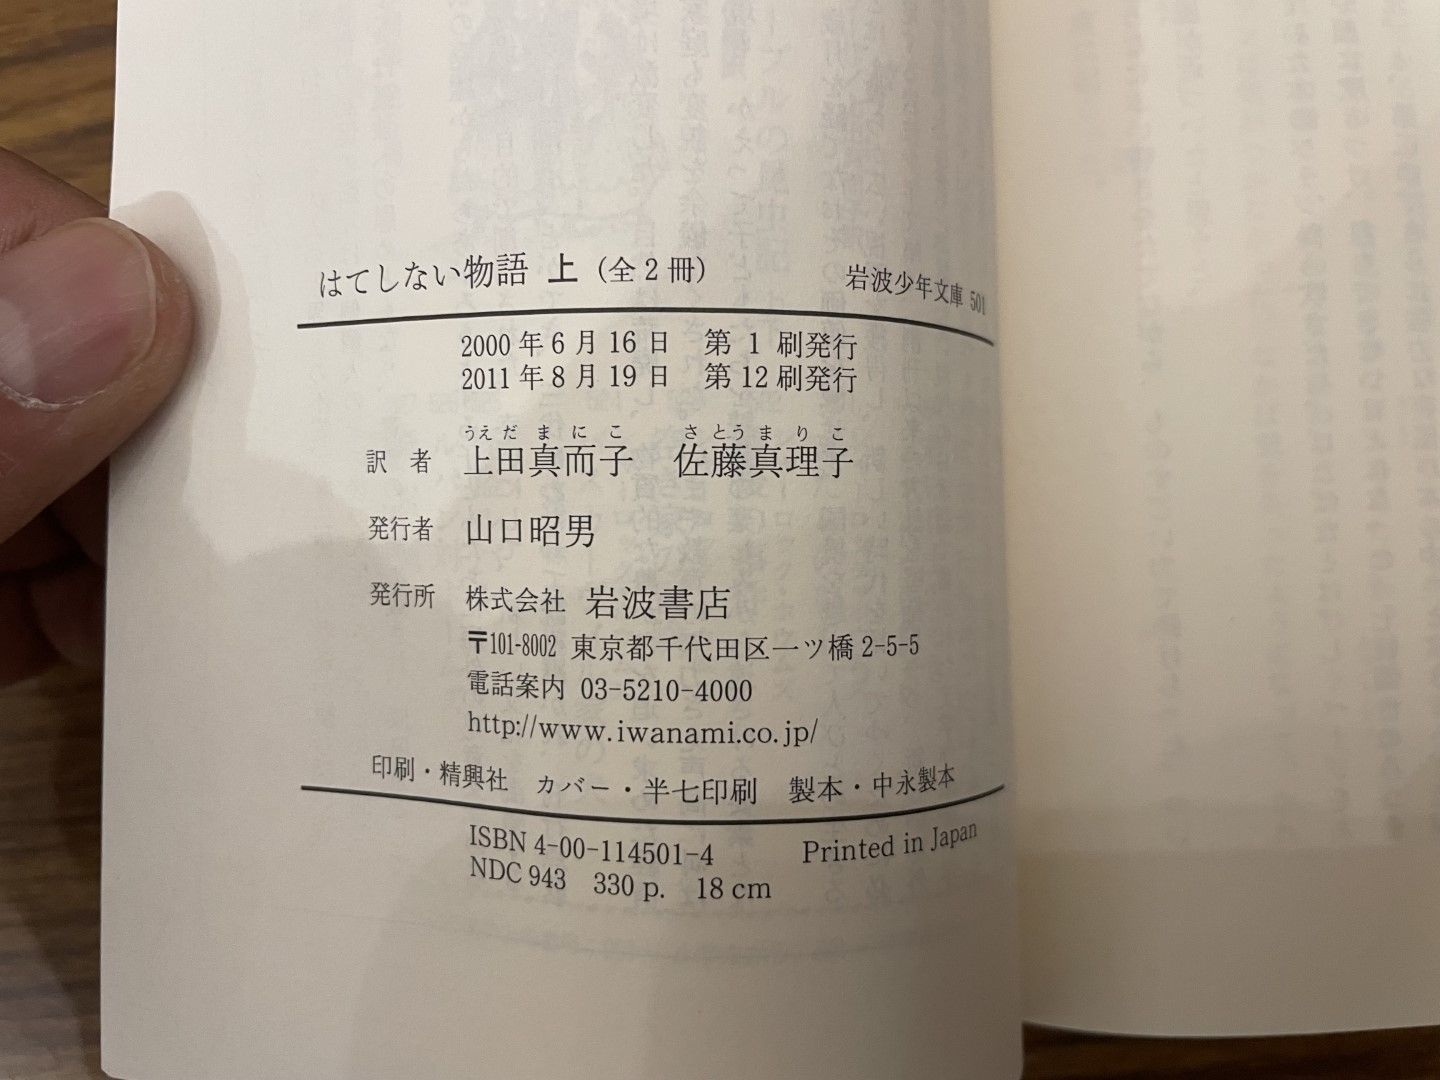 はてしない物語 上 (全2冊) 岩波少年文庫 501
2000年6月16日 第1刷発行
2011年8月19日 第12刷発行
うえだまにこ さとうまりこ
訳者 上田真而子 佐藤真理子
発行者 山口昭男
発行所 株式会社 岩波書店
〒101-8002 東京都千代田区一ツ橋2-5-5
電話案内 03-5210-4000
http://www.iwanami.co.jp/
印刷・精興社 カバー・半七印刷 製本・中永製本
ISBN 4-00-114501-4 Printed in Japan
NDC 943 330 p. 18 cm